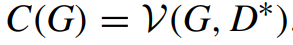 C(G) = 𝒱(G, D*).